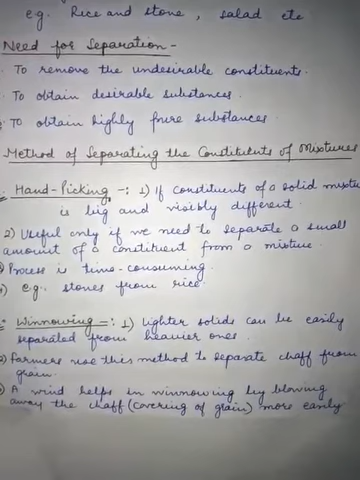 e.g. Rice and stone, salad etc
Need for Separation -
To remove the undesirable constituents.
To obtain desirable substances.
To obtain highly pure substances
Method of Separating the Constituents of Mixtures
Hand-Picking -: 1) If constituents of a solid mixtu
is big and visibly different.
2) Useful only if we need to separate a small
amount of a constituent from a mixture.
Process is time-consuming.
e.g. stones from rice.
Winnowing -: 1) Lighter solids can be easily
separated from heavier ones.
Farmers use this method to separate chaff from
grain.
A wind helps in winnowing by blowing
away the chaff (covering of grain) more easily